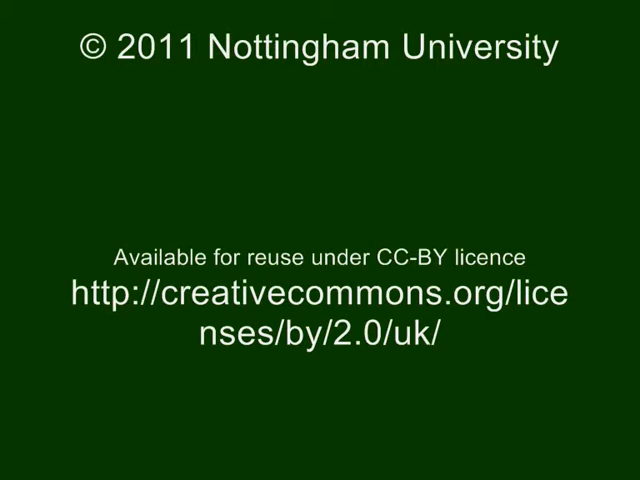 © 2011 Nottingham University
Available for reuse under CC-BY licence
http://creativecommons.org/lice
nses/by/2.0/uk/